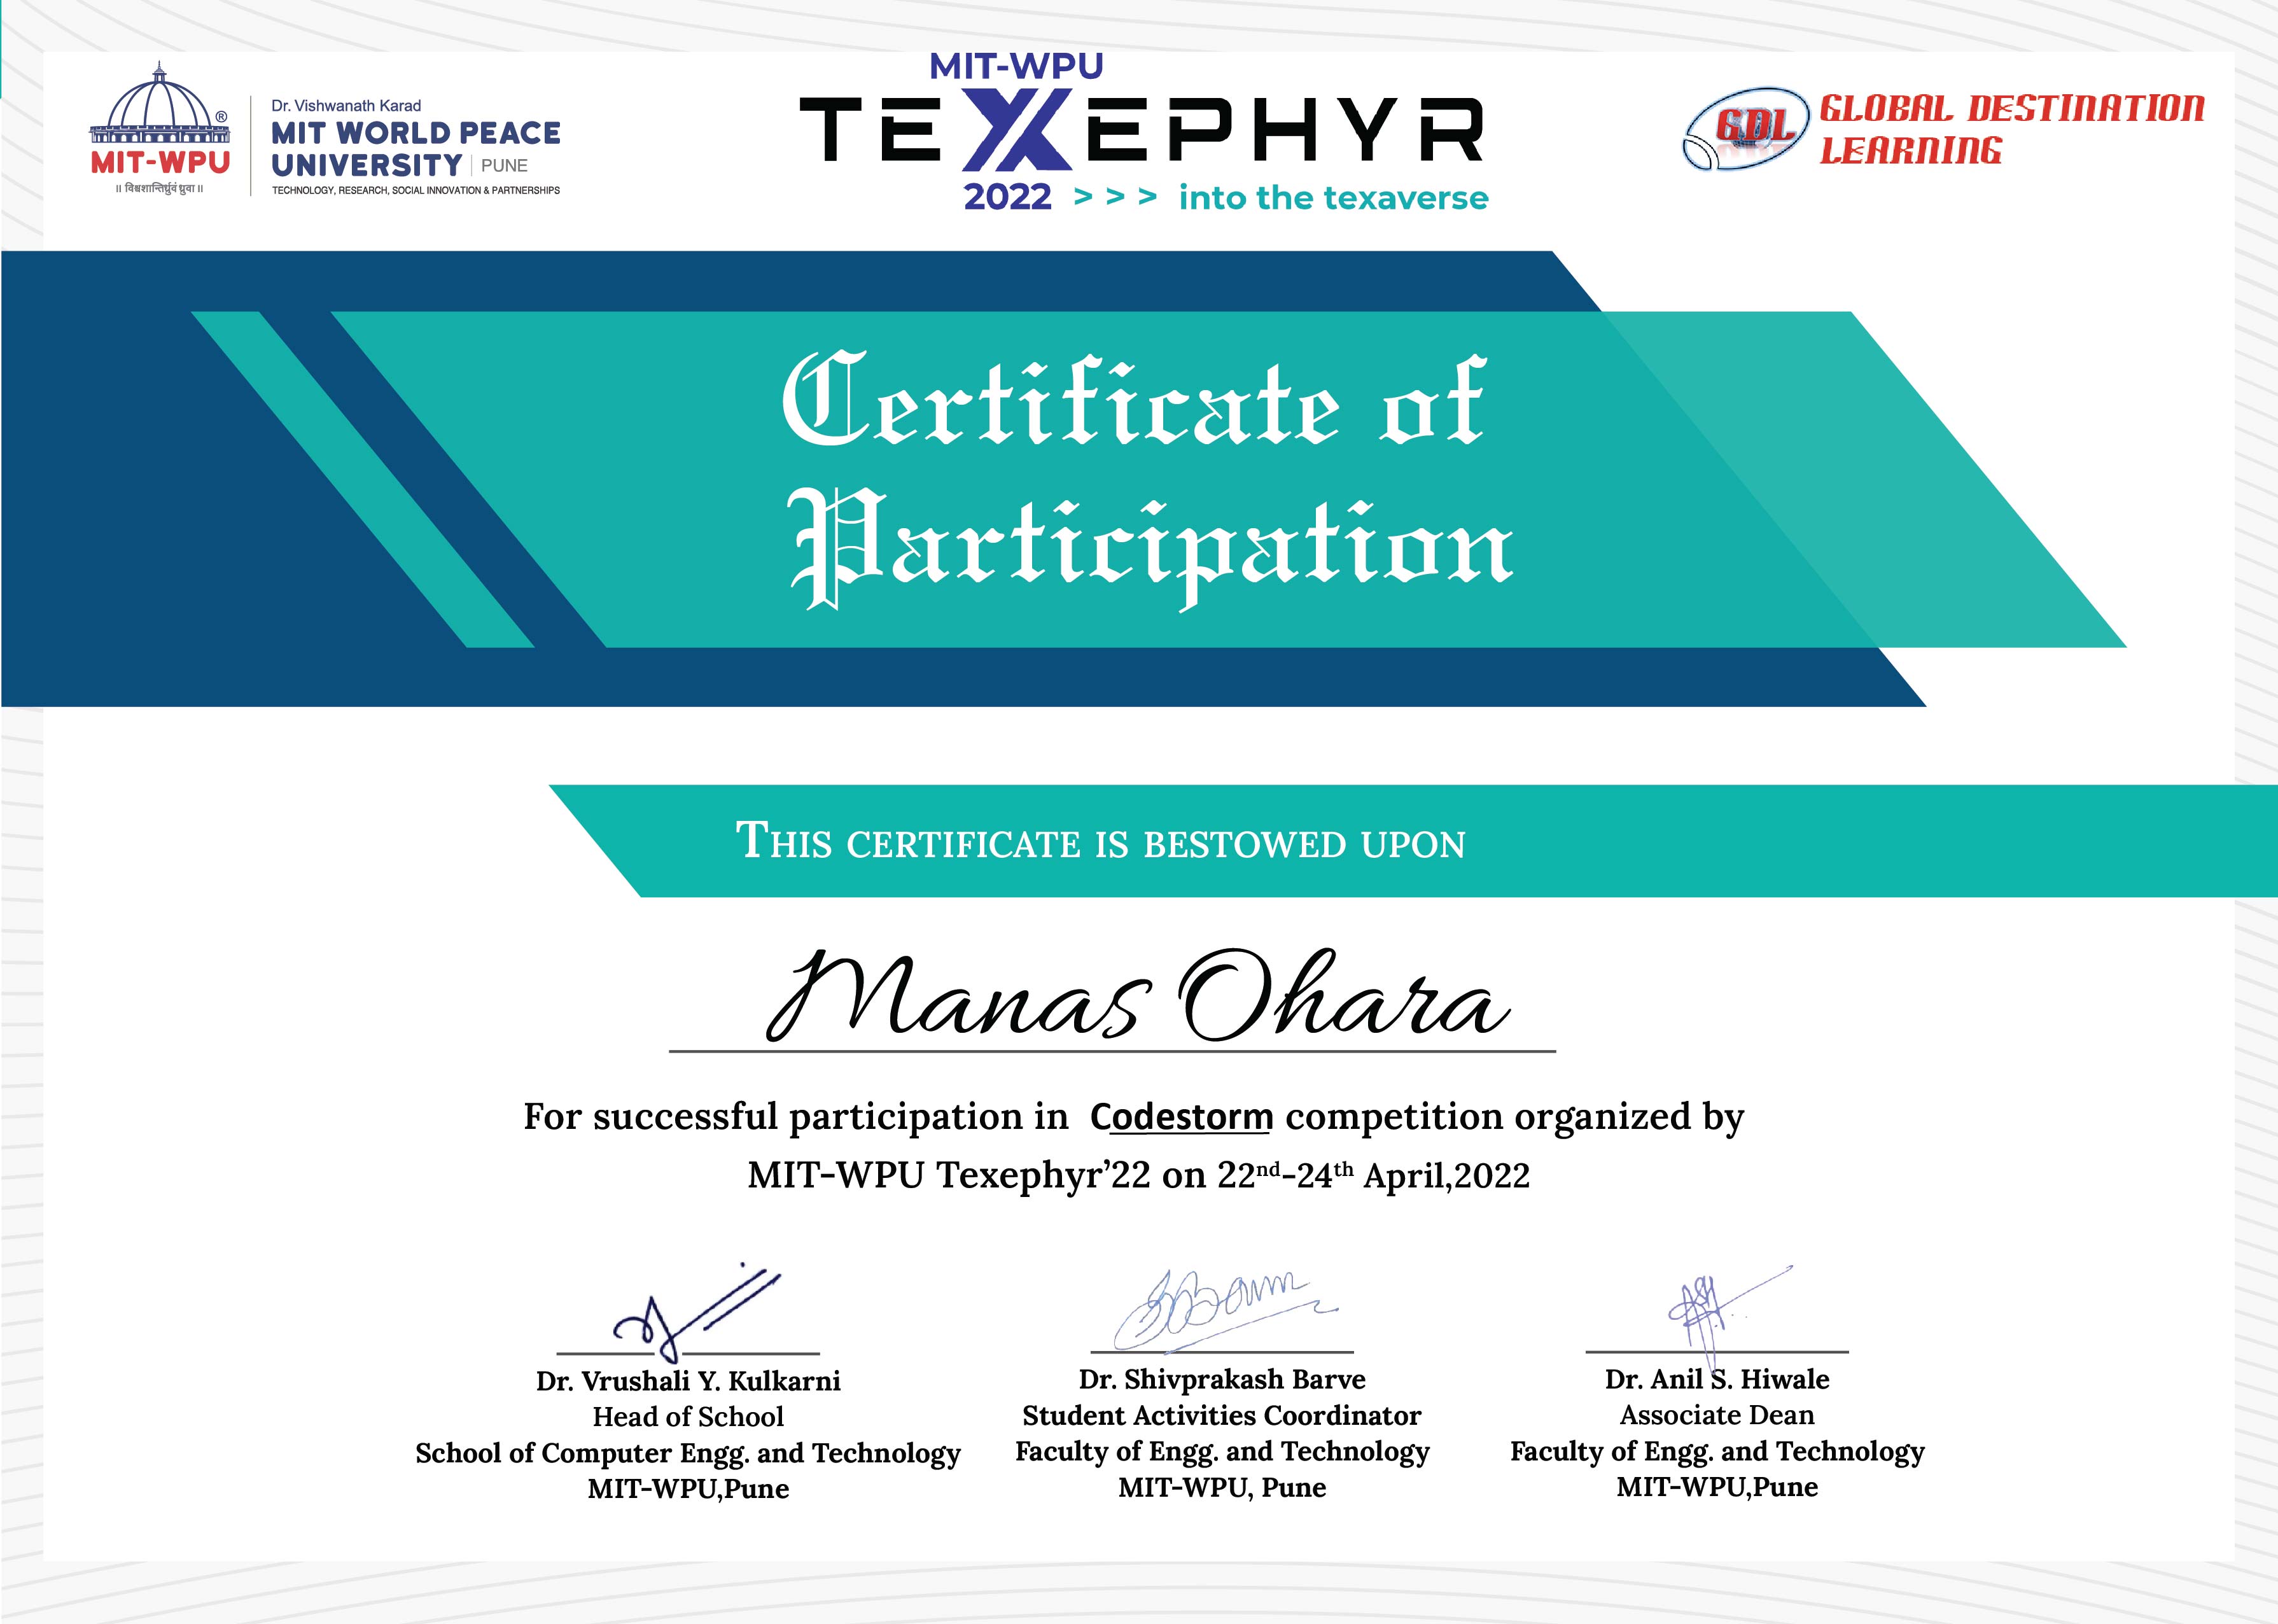 MIT-WPU
Dr. Vishwanath Karad
MIT WORLD PEACE
UNIVERSITY | PUNE
TECHNOLOGY, RESEARCH, SOCIAL INNOVATION & PARTNERSHIPS
®
MIT-WPU
॥ विश्वशान्तिर्ध्रुवं ध्रुवा ॥
TEXEPHYR
2022 > > > into the texaverse
GDL
GLOBAL DESTINATION
LEARNING
Certificate of
Participation
THIS CERTIFICATE IS BESTOWED UPON
Manas Ohara
For successful participation in Codestorm competition organized by
MIT-WPU Texephyr’22 on 22nd-24th April,2022
Dr. Vrushali Y. Kulkarni
Head of School
School of Computer Engg. and Technology
MIT-WPU,Pune
Dr. Shivprakash Barve
Student Activities Coordinator
Faculty of Engg. and Technology
MIT-WPU, Pune
Dr. Anil S. Hiwale
Associate Dean
Faculty of Engg. and Technology
MIT-WPU,Pune